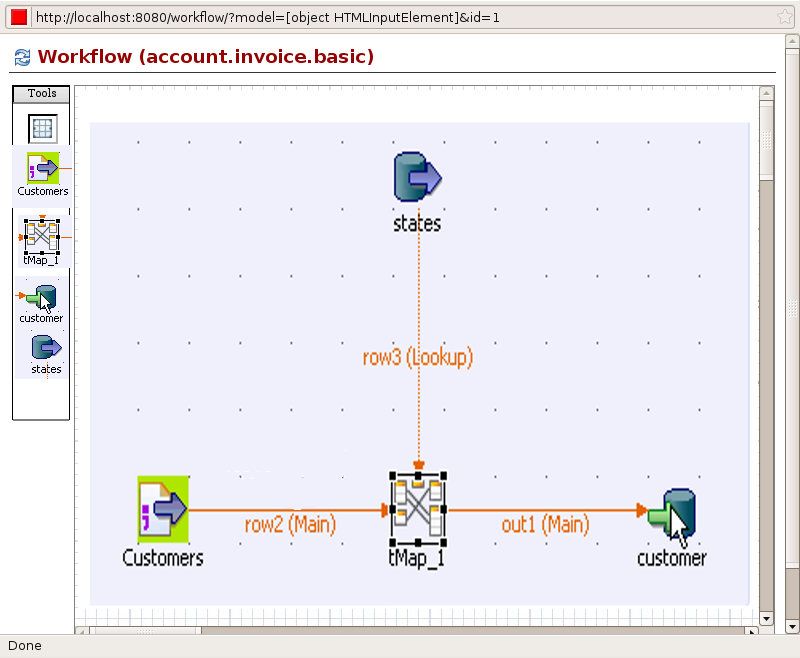 http://localhost:8080/workflow/?model=[object HTMLInputElement]&id=1
Workflow (account.invoice.basic)
Tools
Customers
tMap_1
customer
states
states
row3 (Lookup)
row2 (Main)
out1 (Main)
Customers
tMap_1
customer
Done